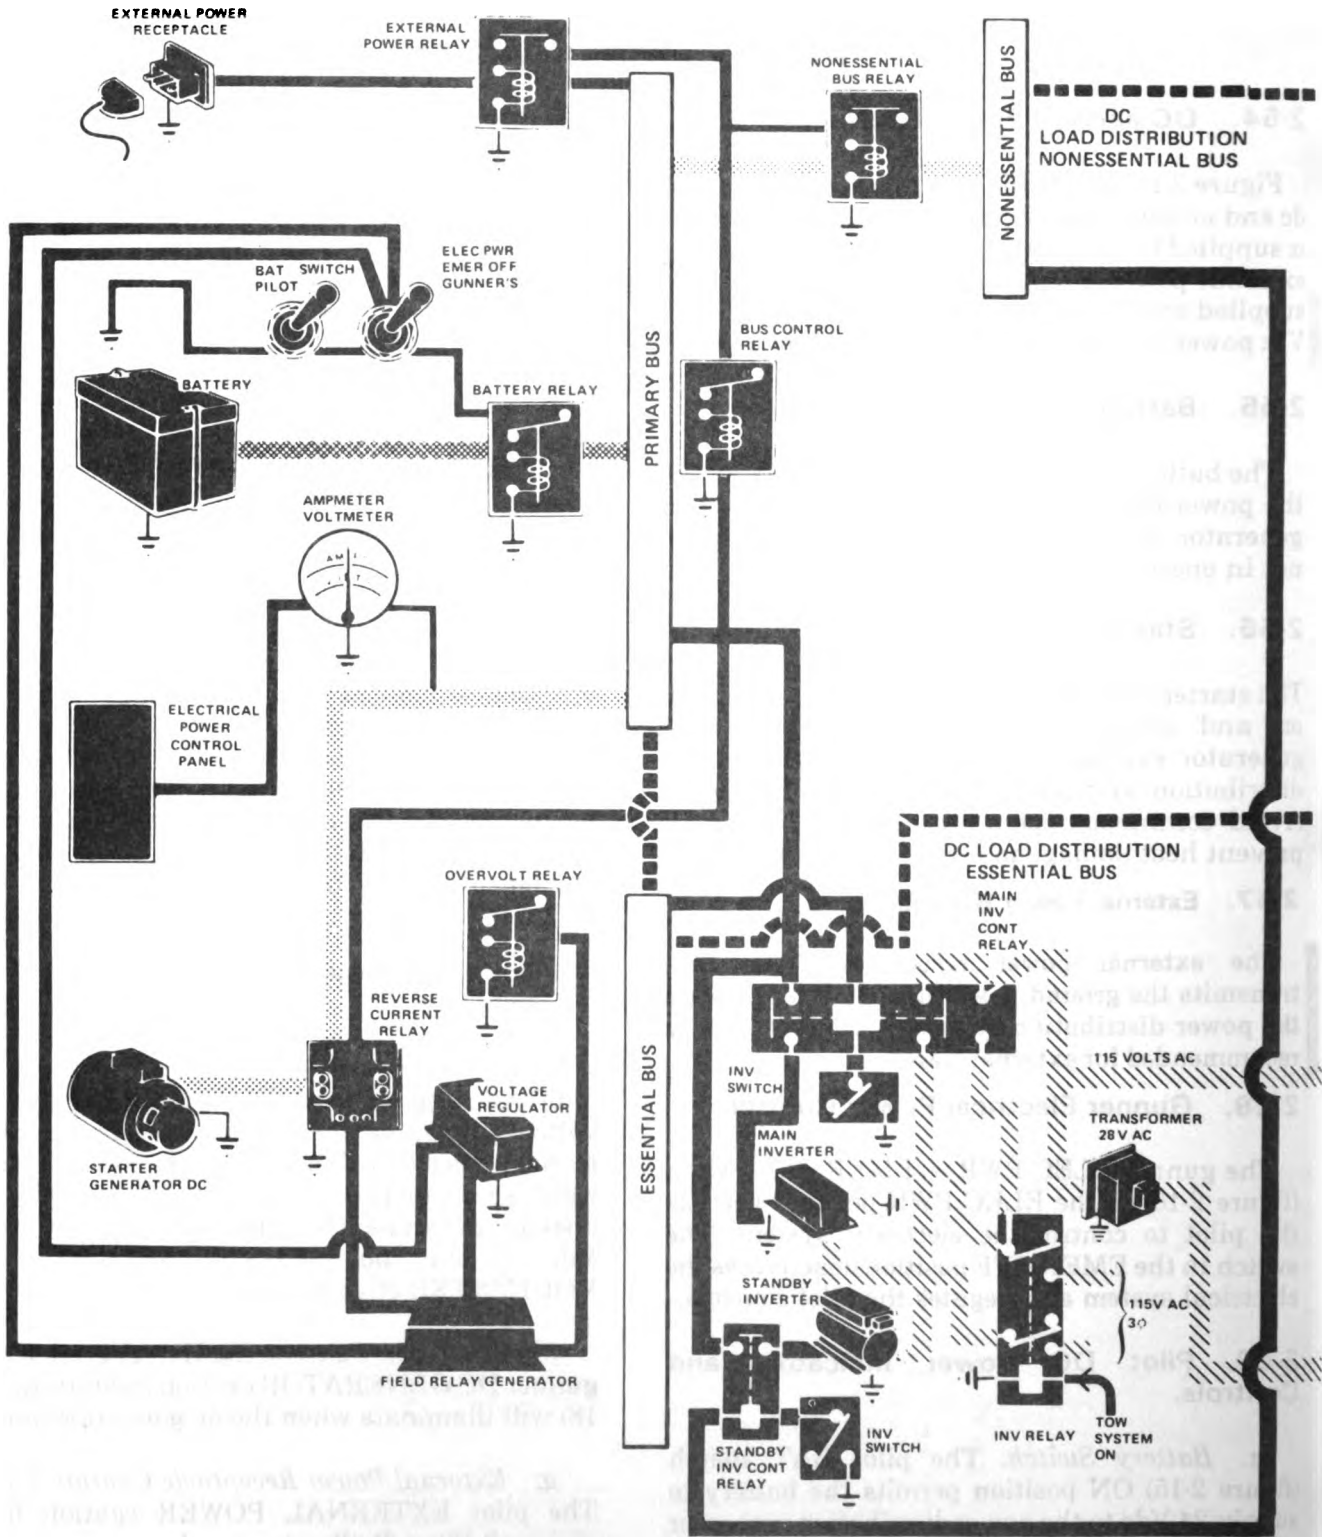 EXTERNAL POWER
RECEPTACLE
EXTERNAL
POWER RELAY
NONESSENTIAL
BUS RELAY
NONESSENTIAL BUS
DC
LOAD DISTRIBUTION
NONESSENTIAL BUS
BAT SWITCH
PILOT
ELEC PWR
EMER OFF
GUNNER'S
BUS CONTROL
RELAY
PRIMARY BUS
BATTERY
BATTERY RELAY
AMPMETER
VOLTMETER
ELECTRICAL
POWER
CONTROL
PANEL
DC LOAD DISTRIBUTION
ESSENTIAL BUS
OVERVOLT RELAY
MAIN
INV
CONT
RELAY
REVERSE
CURRENT
RELAY
ESSENTIAL BUS
INV
SWITCH
115 VOLTS AC
VOLTAGE
REGULATOR
TRANSFORMER
28 V AC
MAIN
INVERTER
STARTER
GENERATOR DC
STANDBY
INVERTER
115V AC
3ϕ
FIELD RELAY GENERATOR
STANDBY
INV CONT
RELAY
INV
SWITCH
INV RELAY
TOW
SYSTEM
ON